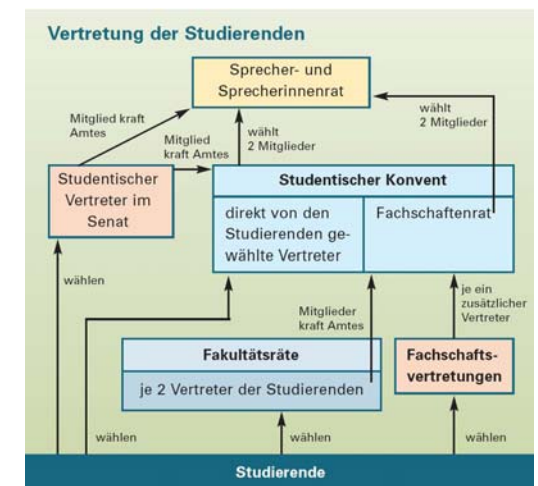 Vertretung der Studierenden
Sprecher- und
Sprecherinnenrat
Mitglied kraft
Amtes
Mitglied
kraft Amtes
wählt
2 Mitglieder
wählt
2 Mitglieder
Studentischer
Vertreter im
Senat
Studentischer Konvent
direkt von den
Studierenden ge-
wählte Vertreter
Fachschaftenrat
wählen
Mitglieder
kraft Amtes
je ein
zusätzlicher
Vertreter
Fakultätsräte
je 2 Vertreter der Studierenden
Fachschafts-
vertretungen
wählen
wählen
wählen
Studierende